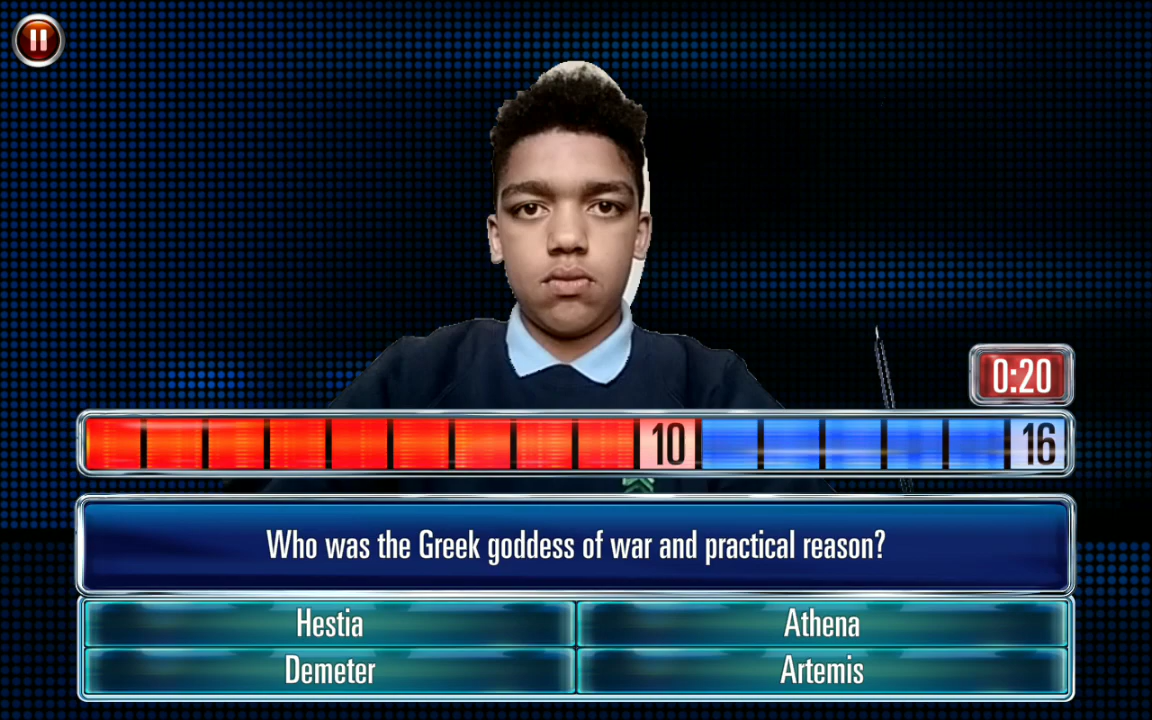 0:20
10
16
Who was the Greek goddess of war and practical reason?
Hestia
Athena
Demeter
Artemis